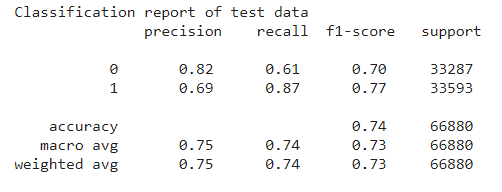 Classification report of test data
precision recall f1-score support
0 0.82 0.61 0.70 33287
1 0.69 0.87 0.77 33593
accuracy 0.74 66880
macro avg 0.75 0.74 0.73 66880
weighted avg 0.75 0.74 0.73 66880